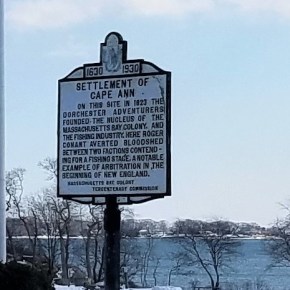 1630 1930
SETTLEMENT OF
CAPE ANN
ON THIS SITE IN 1623 THE
DORCHESTER ADVENTURERS
FOUNDED THE NUCLEUS OF THE
MASSACHUSETTS BAY COLONY, AND
THE FISHING INDUSTRY. HERE ROGER
CONANT AVERTED BLOODSHED
BETWEEN TWO FACTIONS CONTEND-
ING FOR A FISHING STAGE, A NOTABLE
EXAMPLE OF ARBITRATION IN THE
BEGINNING OF NEW ENGLAND.
MASSACHUSETTS BAY COLONY
TERCENTENARY COMMISSION